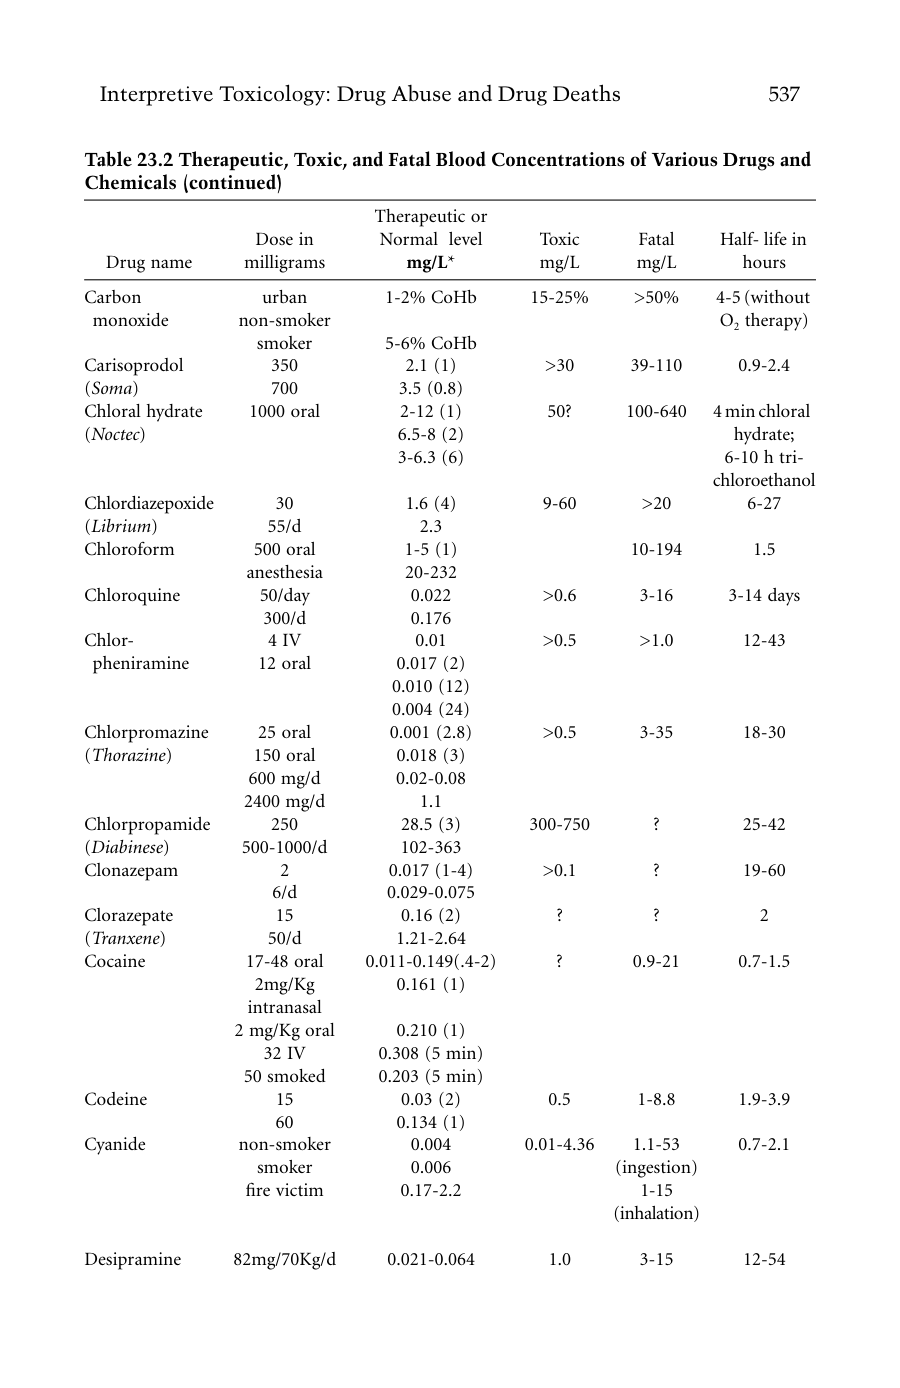 Interpretive Toxicology: Drug Abuse and Drug Deaths 537
Table 23.2 Therapeutic, Toxic, and Fatal Blood Concentrations of Various Drugs and
Chemicals (continued)
Therapeutic or
Dose in Normal level Toxic Fatal Half- life in
Drug name milligrams mg/L* mg/L mg/L hours
Carbon urban 1-2% CoHb 15-25% >50% 4-5 (without
monoxide non-smoker O2 therapy)
smoker 5-6% CoHb
Carisoprodol 350 2.1 (1) >30 39-110 0.9-2.4
(Soma) 700 3.5 (0.8)
Chloral hydrate 1000 oral 2-12 (1) 50? 100-640 4 min chloral
(Noctec) 6.5-8 (2) hydrate;
3-6.3 (6) 6-10 h tri-
chloroethanol
Chlordiazepoxide 30 1.6 (4) 9-60 >20 6-27
(Librium) 55/d 2.3
Chloroform 500 oral 1-5 (1) 10-194 1.5
anesthesia 20-232
Chloroquine 50/day 0.022 >0.6 3-16 3-14 days
300/d 0.176
Chlor- 4 IV 0.01 >0.5 >1.0 12-43
pheniramine 12 oral 0.017 (2)
0.010 (12)
0.004 (24)
Chlorpromazine 25 oral 0.001 (2.8) >0.5 3-35 18-30
(Thorazine) 150 oral 0.018 (3)
600 mg/d 0.02-0.08
2400 mg/d 1.1
Chlorpropamide 250 28.5 (3) 300-750 ? 25-42
(Diabinese) 500-1000/d 102-363
Clonazepam 2 0.017 (1-4) >0.1 ? 19-60
6/d 0.029-0.075
Clorazepate 15 0.16 (2) ? ? 2
(Tranxene) 50/d 1.21-2.64
Cocaine 17-48 oral 0.011-0.149(.4-2) ? 0.9-21 0.7-1.5
2mg/Kg 0.161 (1)
intranasal
2 mg/Kg oral 0.210 (1)
32 IV 0.308 (5 min)
50 smoked 0.203 (5 min)
Codeine 15 0.03 (2) 0.5 1-8.8 1.9-3.9
60 0.134 (1)
Cyanide non-smoker 0.004 0.01-4.36 1.1-53 0.7-2.1
smoker 0.006 (ingestion)
fire victim 0.17-2.2 1-15
(inhalation)
Desipramine 82mg/70Kg/d 0.021-0.064 1.0 3-15 12-54